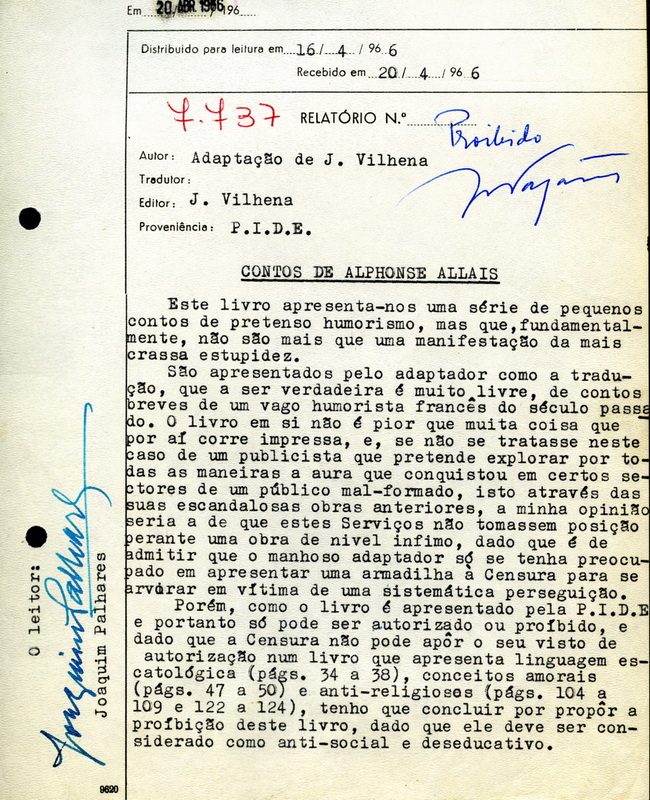 Em 20 ABR 1966 196
Distribuido para leitura em 16 / 4 / 96 6
Recebido em 20 / 4 / 96 6
7.737 RELATÓRIO N.º
Proibido
Autor: Adaptação de J. Vilhena
Tradutor:
Editor: J. Vilhena
Proveniência: P.I.D.E.
CONTOS DE ALPHONSE ALLAIS
Este livro apresenta-nos uma série de pequenos
contos de pretenso humorismo, mas que,fundamental-
mente, não são mais que uma manifestação da mais
crassa estupidez.
São apresentados pelo adaptador como a tradu-
ção, que a ser verdadeira é muito livre, de contos
breves de um vago humorista francês do século passa
do. O livro em si não é pior que muita coisa que
por aí corre impressa, e, se não se tratasse neste
caso de um publicista que pretende explorar por to-
das as maneiras a aura que conquistou em certos se-
ctores de um público mal-formado, isto através das
suas escandalosas obras anteriores, a minha opinião
seria a de que estes Serviços não tomassem posição
perante uma obra de nivel infimo, dado que é de
admitir que o manhoso adaptador só se tenha preocu-
pado em apresentar uma armadilha à Censura para se
arvorar em vítima de uma sistemática perseguição.
Porém, como o livro é apresentado pela P.I.D.E
e portanto só pode ser autorizado ou proíbido, e
dado que a Censura não pode apôr o seu visto de
autorização num livro que apresenta linguagem es-
catológica (págs. 34 a 38), conceitos amorais
(págs. 47 a 50) e anti-religiosos (págs. 104 a
109 e 122 a 124), tenho que concluir por propôr a
proíbição deste livro, dado que ele deve ser con-
siderado como anti-social e deseducativo.
O leitor:
Joaquim Palhares
Joaquim Palhares
9620